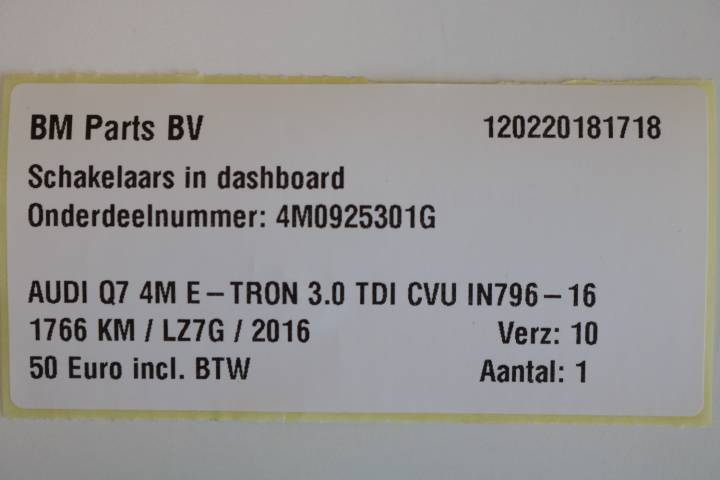 BM Parts BV 120220181718
Schakelaars in dashboard
Onderdeelnummer: 4M0925301G
AUDI Q7 4M E-TRON 3.0 TDI CVU IN796-16
1766 KM / LZ7G / 2016 Verz: 10
50 Euro incl. BTW Aantal: 1